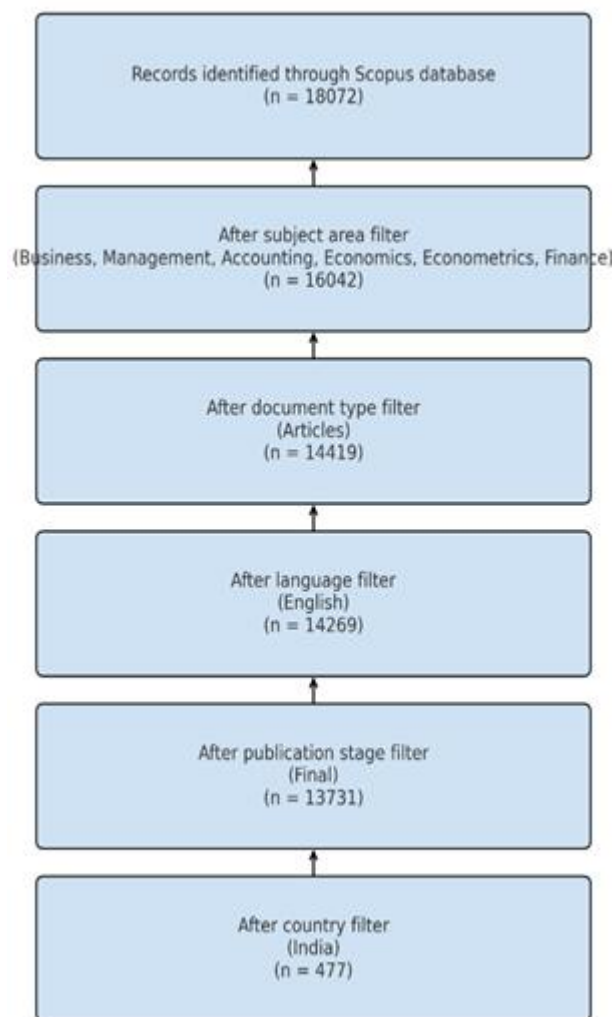 Records identified through Scopus database
(n = 18072)
After subject area filter
(Business, Management, Accounting, Economics, Econometrics, Finance)
(n = 16042)
After document type filter
(Articles)
(n = 14419)
After language filter
(English)
(n = 14269)
After publication stage filter
(Final)
(n = 13731)
After country filter
(India)
(n = 477)